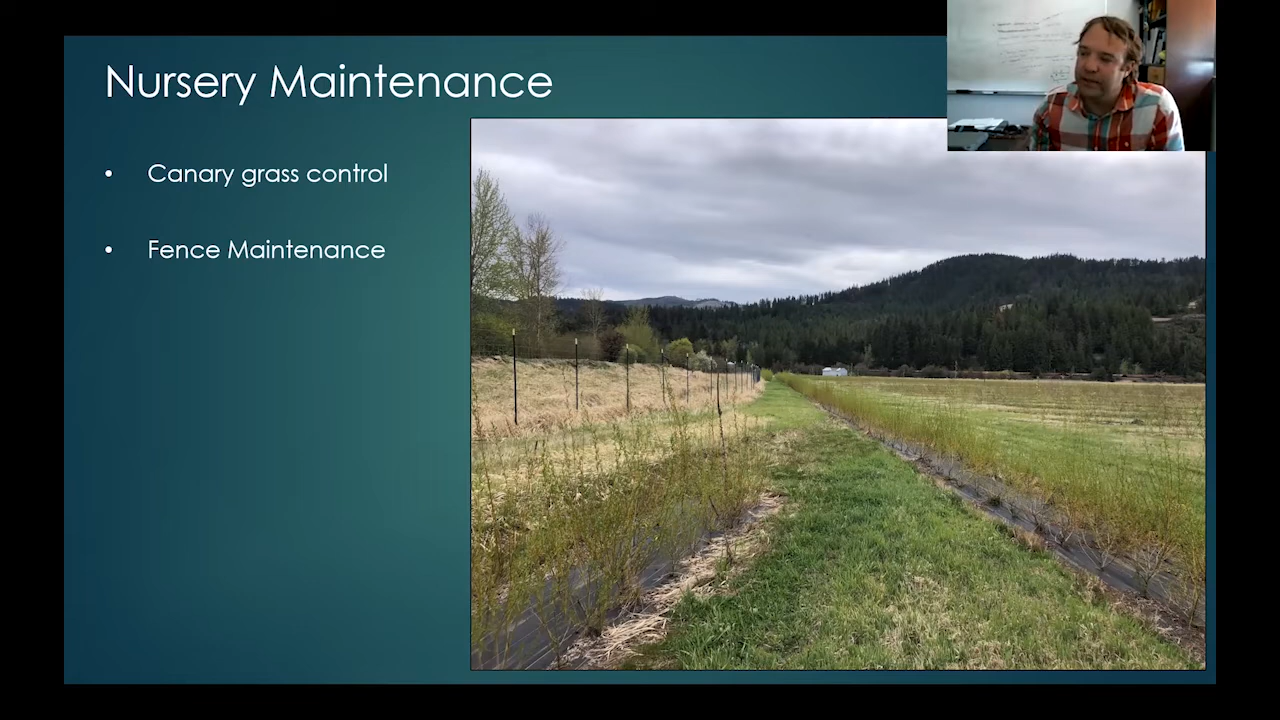 Nursery Maintenance
• Canary grass control
• Fence Maintenance